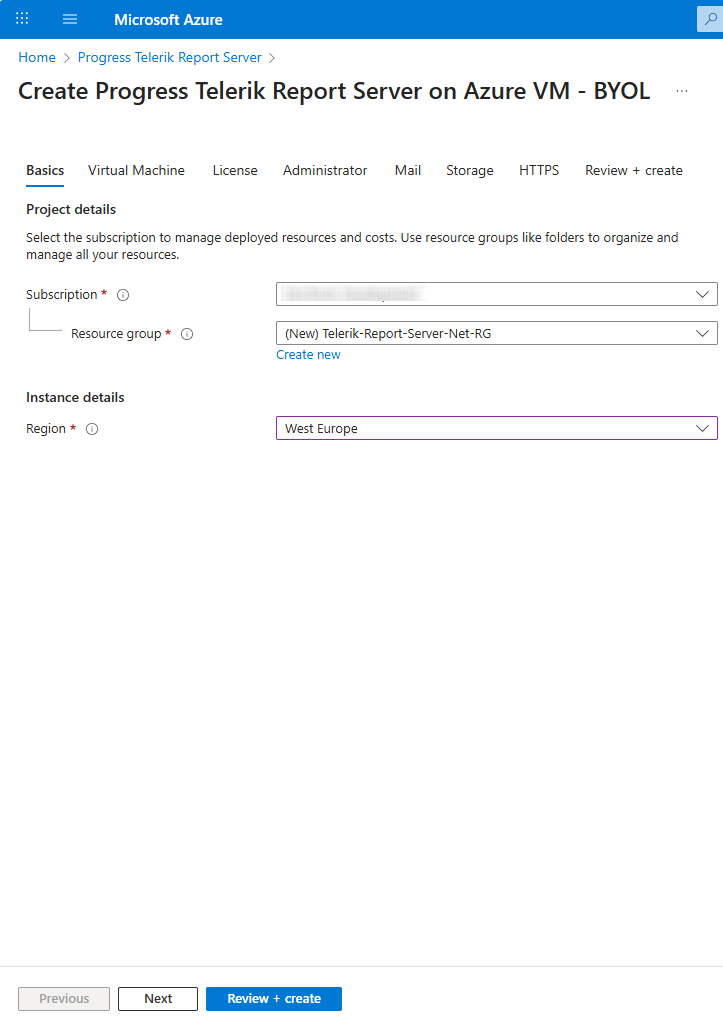 Microsoft Azure
Home > Progress Telerik Report Server >
Create Progress Telerik Report Server on Azure VM - BYOL ...
Basics Virtual Machine License Administrator Mail Storage HTTPS Review + create
Project details
Select the subscription to manage deployed resources and costs. Use resource groups like folders to organize and
manage all your resources.
Subscription *
Resource group * (New) Telerik-Report-Server-Net-RG
Create new
Instance details
Region * West Europe
Previous Next Review + create